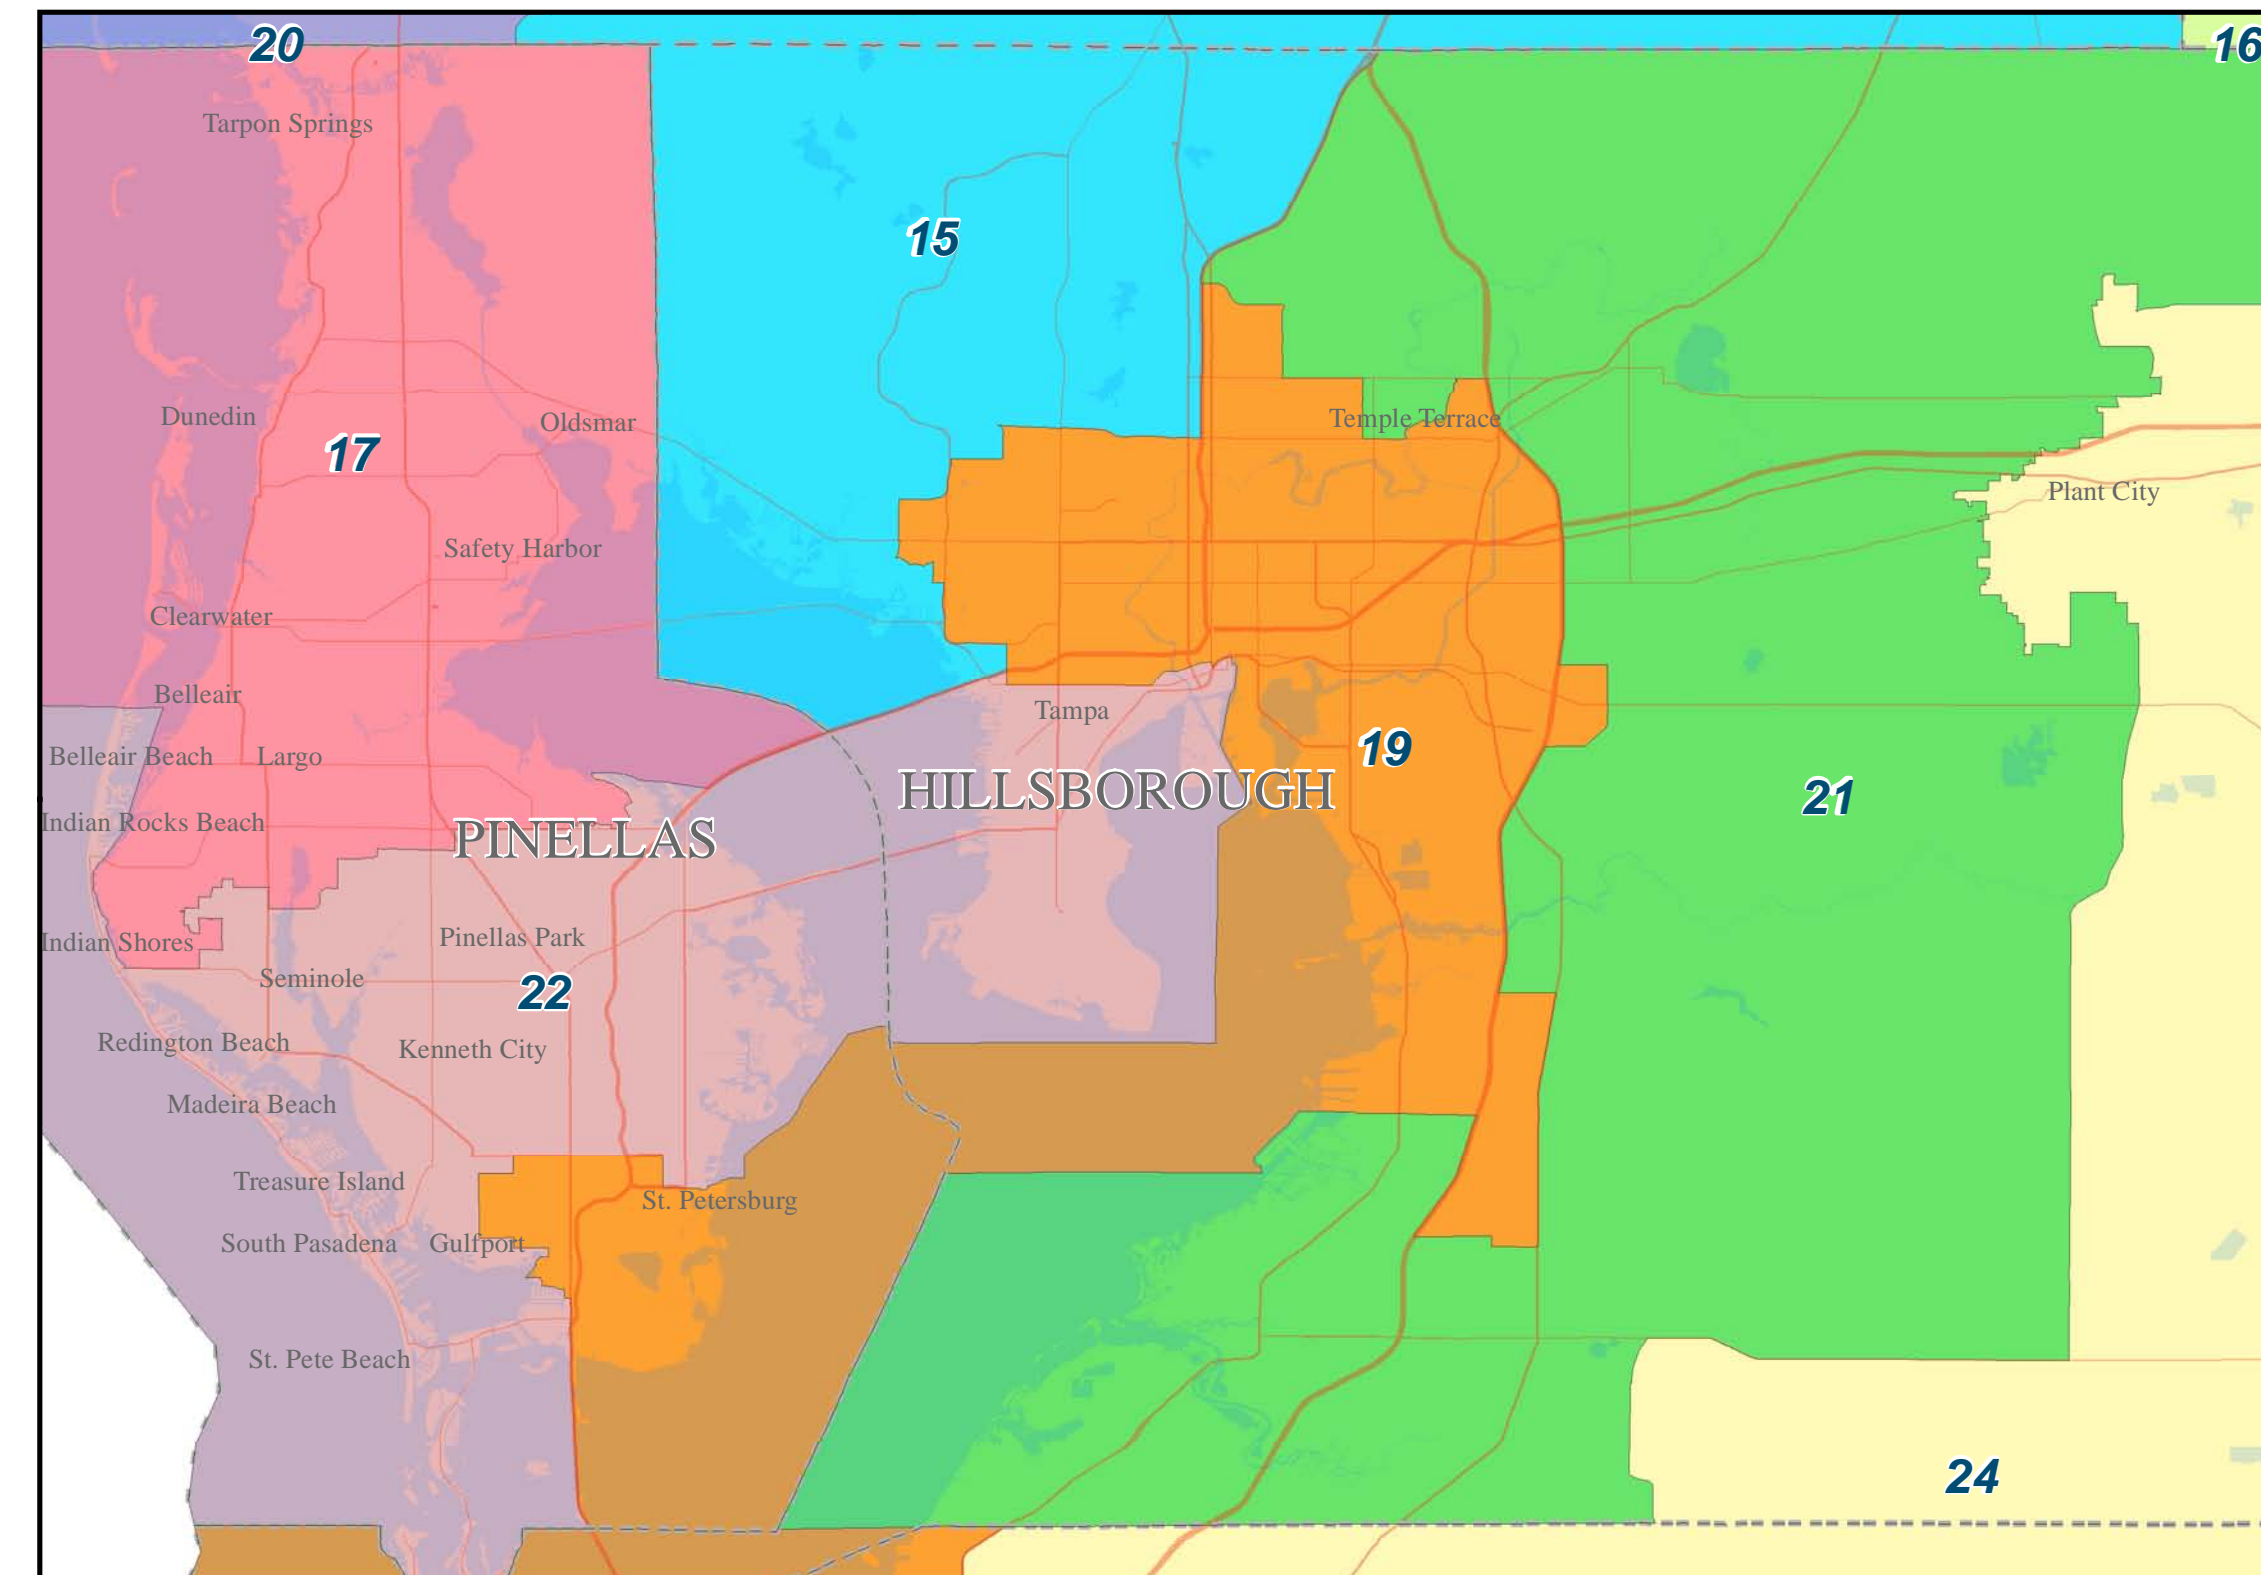 20
16
Tarpon Springs
15
Dunedin
Oldsmar
Temple Terrace
17
Plant City
Safety Harbor
Clearwater
Belleair
Tampa
Belleair Beach
Largo
19
HILLSBOROUGH
21
Indian Rocks Beach
PINELLAS
Indian Shores
Pinellas Park
Seminole
22
Redington Beach
Kenneth City
Madeira Beach
Treasure Island
St. Petersburg
South Pasadena
Gulfport
St. Pete Beach
24